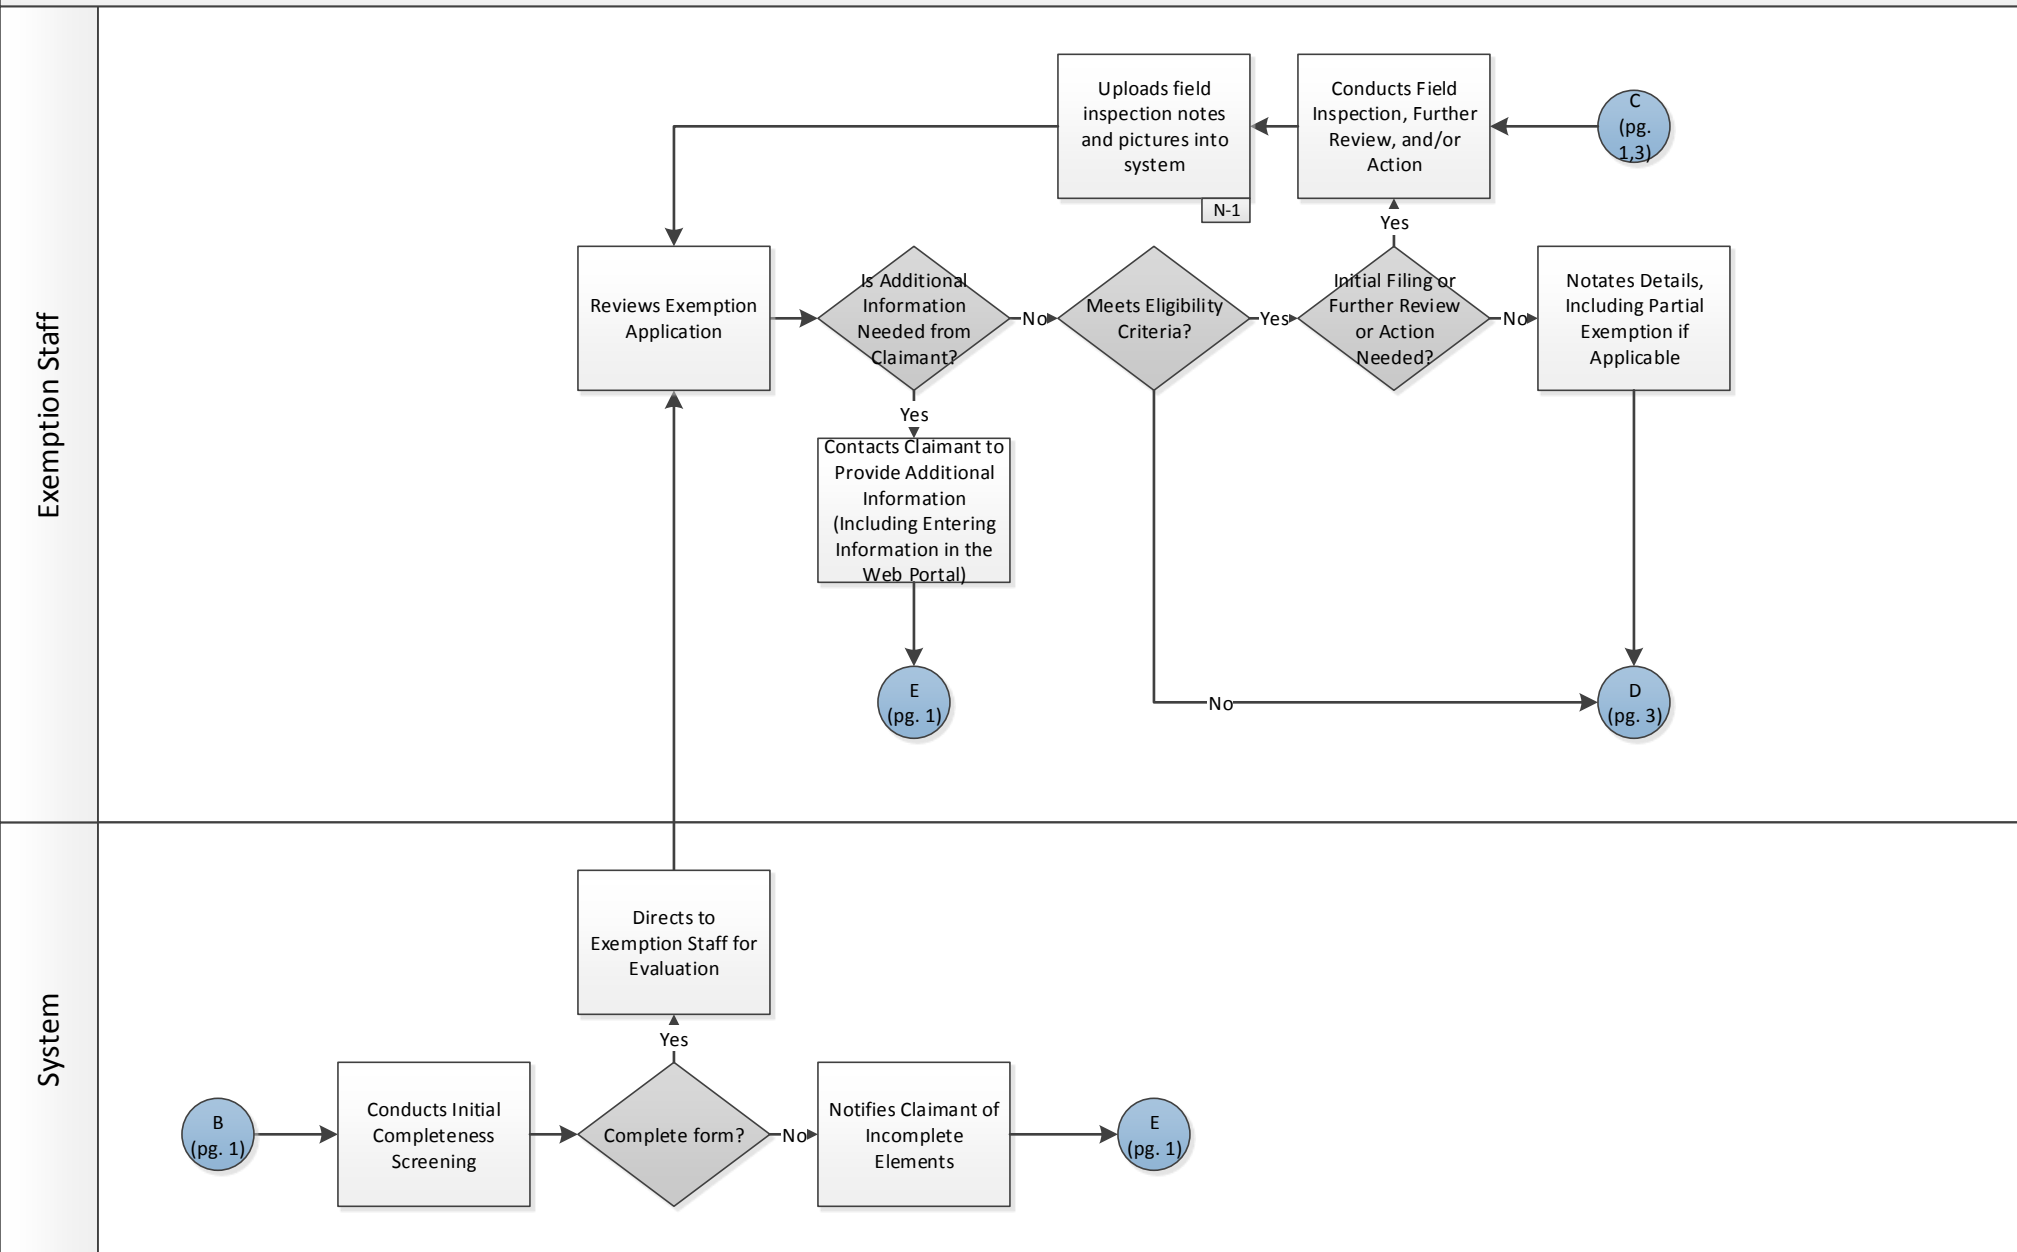 Exemption Staff
Uploads field
inspection notes
and pictures into
system
N-1
Conducts Field
Inspection, Further
Review, and/or
Action
C
(pg.
1,3)
Yes
Reviews Exemption
Application
Is Additional
Information
Needed from
Claimant?
No
Meets Eligibility
Criteria?
Yes
Initial Filing or
Further Review
or Action
Needed?
No
Notates Details,
Including Partial
Exemption if
Applicable
Yes
Contacts Claimant to
Provide Additional
Information
(Including Entering
Information in the
Web Portal)
E
(pg. 1)
No
D
(pg. 3)
System
Directs to
Exemption Staff for
Evaluation
Yes
B
(pg. 1)
Conducts Initial
Completeness
Screening
Complete form?
No
Notifies Claimant of
Incomplete
Elements
E
(pg. 1)